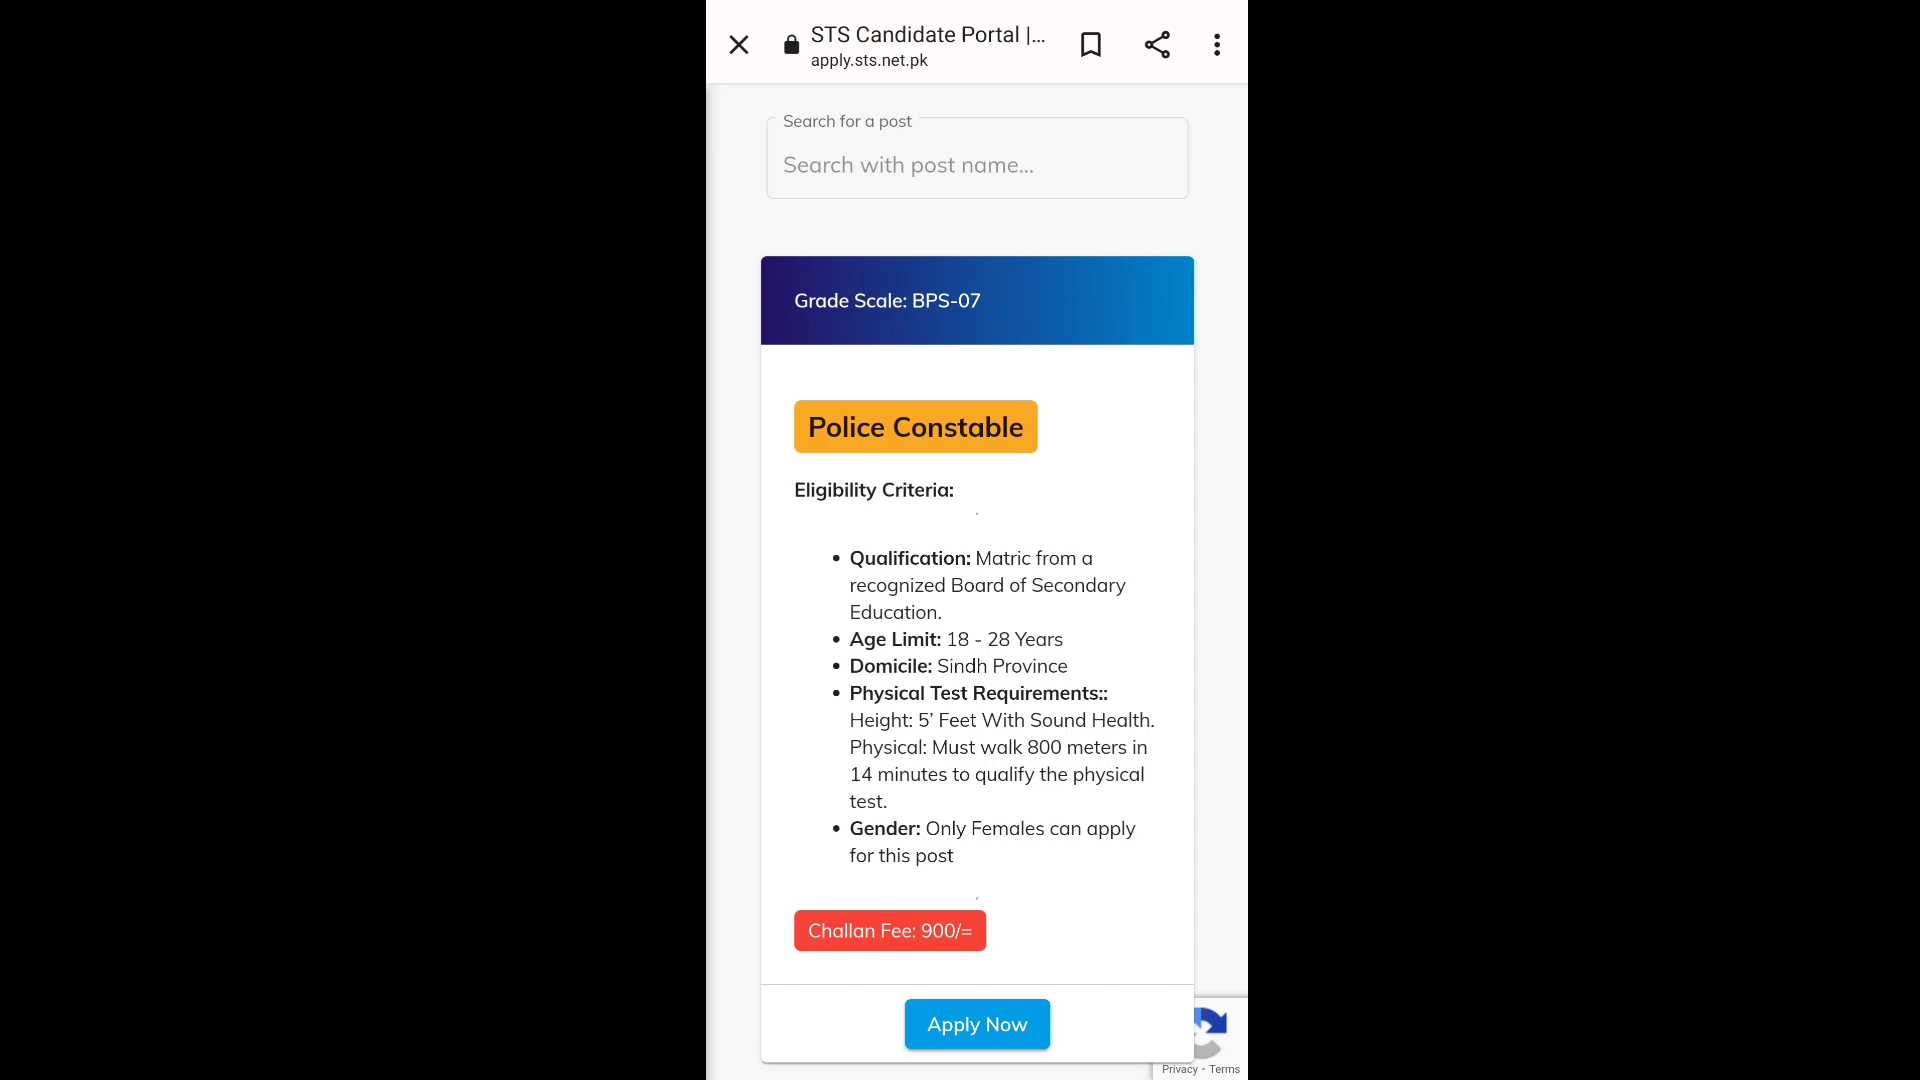 STS Candidate Portal |...
apply.sts.net.pk
Search for a post
Search with post name...
Grade Scale: BPS-07
Police Constable
Eligibility Criteria:
• Qualification: Matric from a
recognized Board of Secondary
Education.
• Age Limit: 18 - 28 Years
• Domicile: Sindh Province
• Physical Test Requirements::
Height: 5’ Feet With Sound Health.
Physical: Must walk 800 meters in
14 minutes to qualify the physical
test.
• Gender: Only Females can apply
for this post
Challan Fee: 900/=
Apply Now
Privacy - Terms